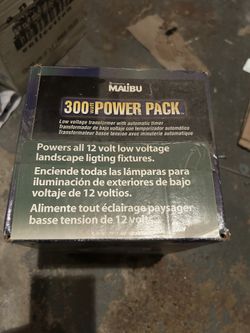 MALIBU
300 WATT POWER PACK
Low voltage transformer with automatic timer
Transformador de bajo voltaje con temporizador automático
Transformateur basse tension avec minuterie automatique
Powers all 12 volt low voltage
landscape ligting fixtures.
Enciende todas las lámparas para
iluminación de exteriores de bajo
voltaje de 12 voltios.
Alimente tout éclairage paysager
basse tension de 12 volts.